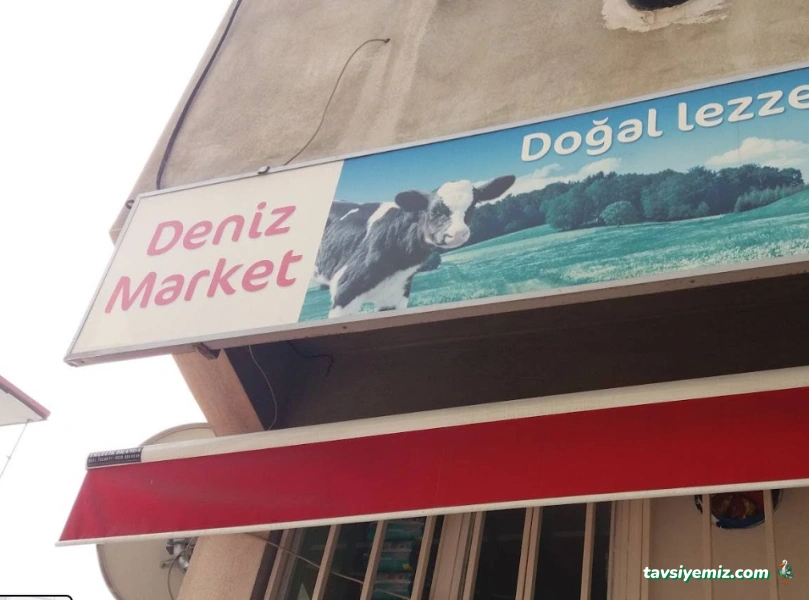 Doğal lezze
Deniz
Market
tavsiyemiz.com